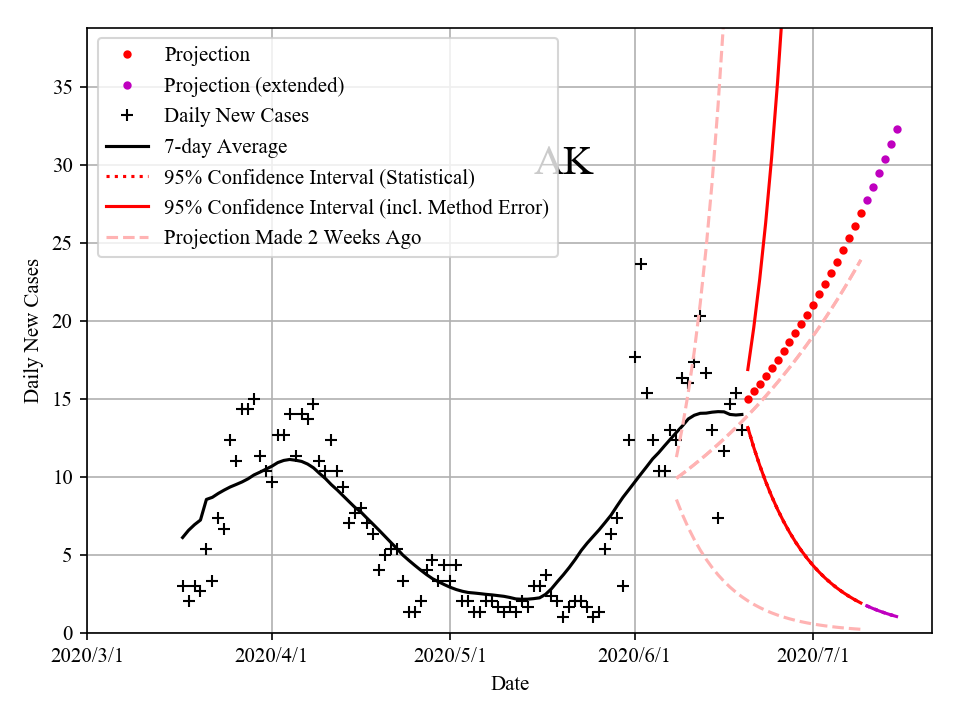 Projection
Projection (extended)
Daily New Cases
7-day Average
95% Confidence Interval (Statistical)
95% Confidence Interval (incl. Method Error)
Projection Made 2 Weeks Ago
AK
35
30
25
20
15
10
5
0
Daily New Cases
2020/3/1 2020/4/1 2020/5/1 2020/6/1 2020/7/1
Date